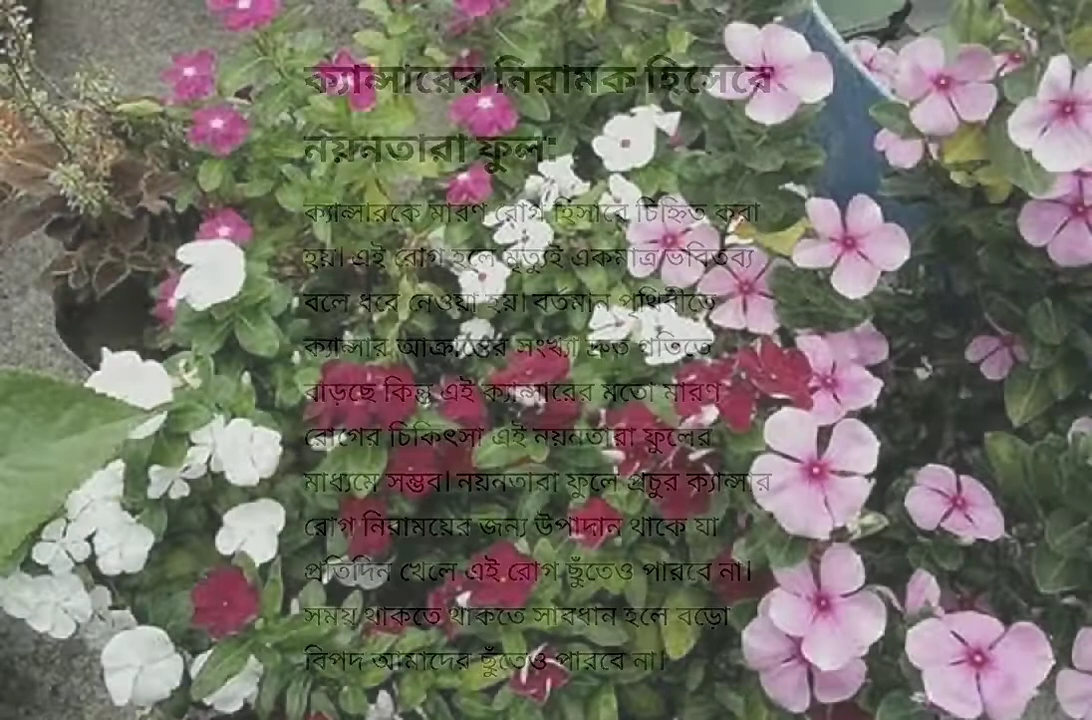 ক্যান্সারের নিরামক হিসেবে
নয়নতারা ফুল:
ক্যান্সারকে মারণ রোখ হিসাবে চিহ্নিত করা
হয়। এই রোগ হলে মৃত্যুই একমাত্র ভবিতব্য
বলে ধরে নেওয়া হয়। বর্তমান পৃথিবীতে
ক্যান্সার আক্রান্তের সংখ্যা দ্রুত গতিতে
বাড়ছে কিন্তু এই ক্যান্সারের মতো মারণ
রোগের চিকিৎসা এই নয়নতারা ফুলের
মাধ্যমে সম্ভব। নয়নতারা ফুলে প্রচুর ক্যান্সার
রোগ নিরাময়ের জন্য উপাদান থাকে যা
প্রতিদিন খেলে এই রোগ ছুঁতেও পারবে না।
সময় থাকতে থাকতে সাবধান হলে বড়ো
বিপদ আমাদের ছুঁতেও পারবে না।